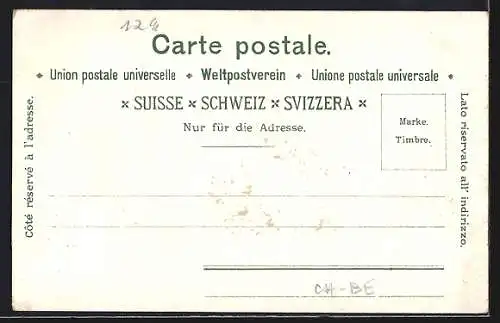 Carte postale.
✦ Union postale universelle ✦ Weltpostverein ✦ Unione postale universale ✦
× SUISSE × SCHWEIZ × SVIZZERA ×
Nur für die Adresse.
Marke.
Timbre.
Côté réservé à l'adresse.
Lato riservato all' indirizzo.
CH-BE